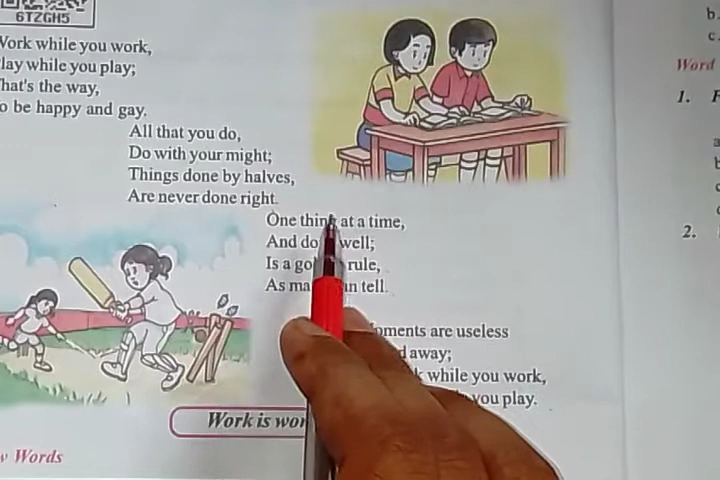 6TZGH5
Work while you work,
lay while you play;
hat's the way,
o be happy and gay.
All that you do,
Do with your might;
Things done by halves,
Are never done right.
One thing at a time,
And do well;
Is a go rule,
As ma n tell.
ments are useless
away;
while you work,
you play.
Work is wor
Words
b.
c.
Word
1.
2.